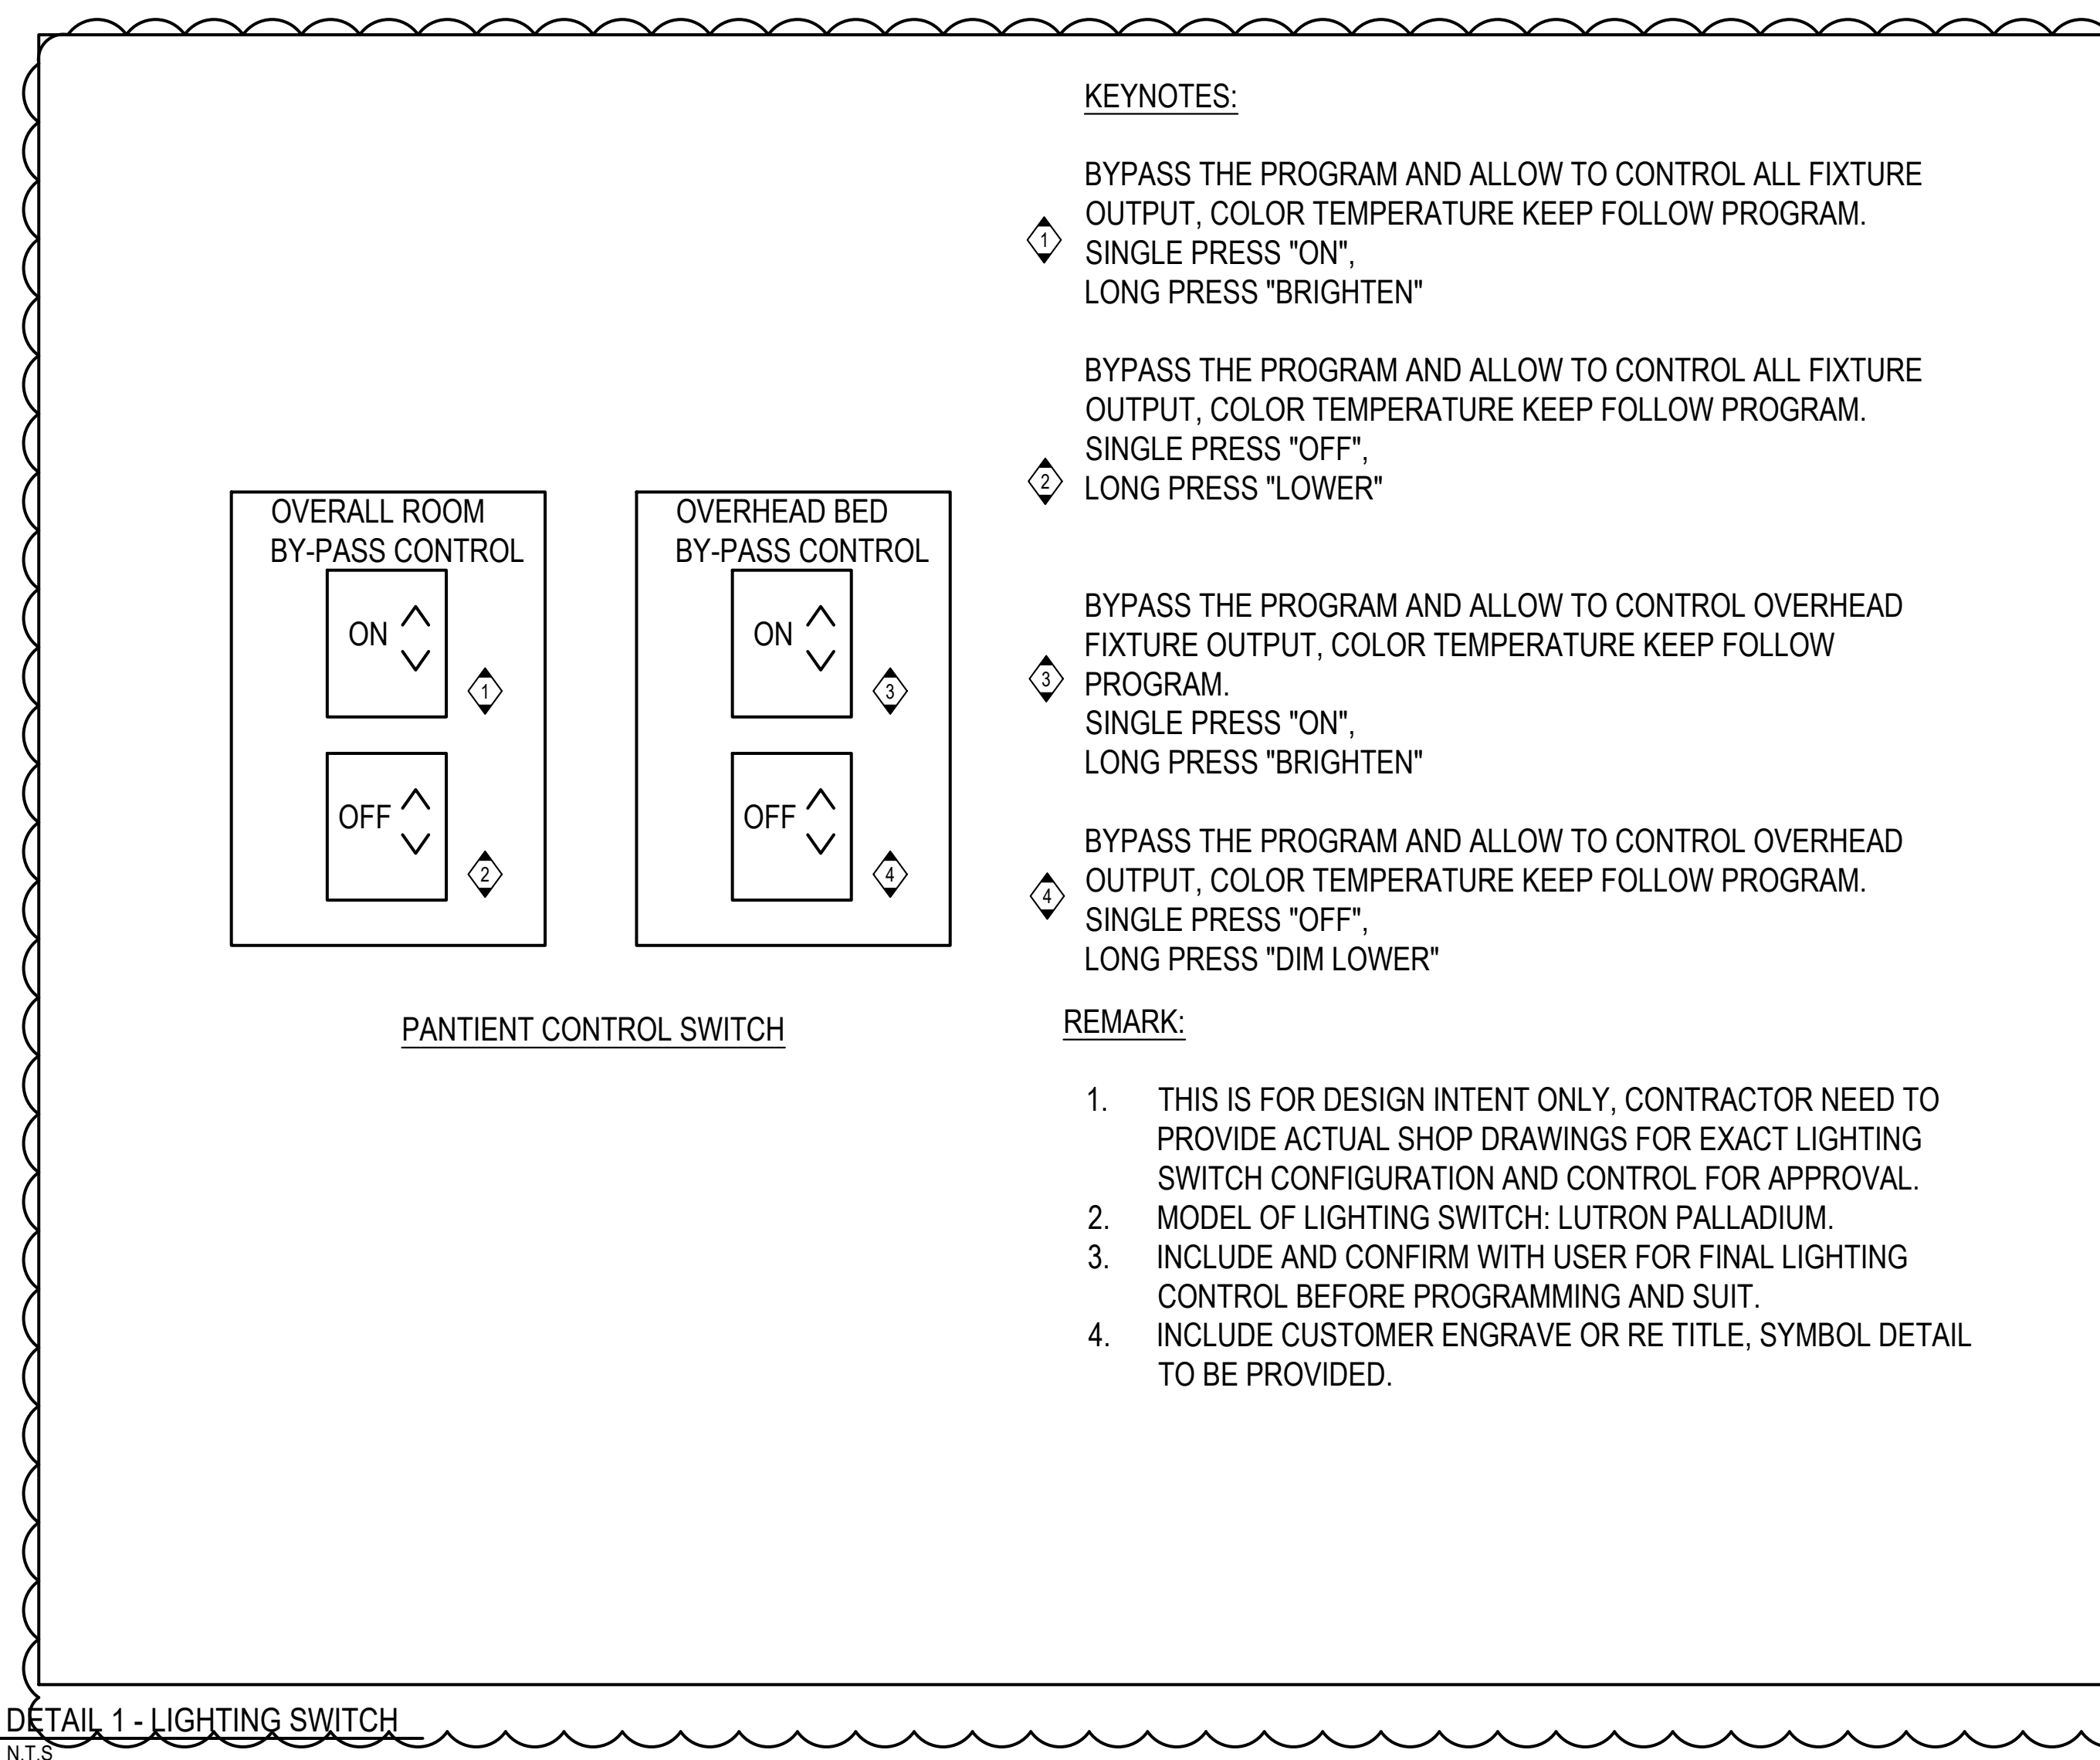 OVERALL ROOM
BY-PASS CONTROL
ON
1
OFF
2
OVERHEAD BED
BY-PASS CONTROL
ON
3
OFF
4
PANTIENT CONTROL SWITCH
KEYNOTES:
1
BYPASS THE PROGRAM AND ALLOW TO CONTROL ALL FIXTURE
OUTPUT, COLOR TEMPERATURE KEEP FOLLOW PROGRAM.
SINGLE PRESS "ON",
LONG PRESS "BRIGHTEN"
2
BYPASS THE PROGRAM AND ALLOW TO CONTROL ALL FIXTURE
OUTPUT, COLOR TEMPERATURE KEEP FOLLOW PROGRAM.
SINGLE PRESS "OFF",
LONG PRESS "LOWER"
3
BYPASS THE PROGRAM AND ALLOW TO CONTROL OVERHEAD
FIXTURE OUTPUT, COLOR TEMPERATURE KEEP FOLLOW
PROGRAM.
SINGLE PRESS "ON",
LONG PRESS "BRIGHTEN"
4
BYPASS THE PROGRAM AND ALLOW TO CONTROL OVERHEAD
OUTPUT, COLOR TEMPERATURE KEEP FOLLOW PROGRAM.
SINGLE PRESS "OFF",
LONG PRESS "DIM LOWER"
REMARK:
1. THIS IS FOR DESIGN INTENT ONLY, CONTRACTOR NEED TO
PROVIDE ACTUAL SHOP DRAWINGS FOR EXACT LIGHTING
SWITCH CONFIGURATION AND CONTROL FOR APPROVAL.
2. MODEL OF LIGHTING SWITCH: LUTRON PALLADIUM.
3. INCLUDE AND CONFIRM WITH USER FOR FINAL LIGHTING
CONTROL BEFORE PROGRAMMING AND SUIT.
4. INCLUDE CUSTOMER ENGRAVE OR RE TITLE, SYMBOL DETAIL
TO BE PROVIDED.
DETAIL 1 - LIGHTING SWITCH
N.T.S